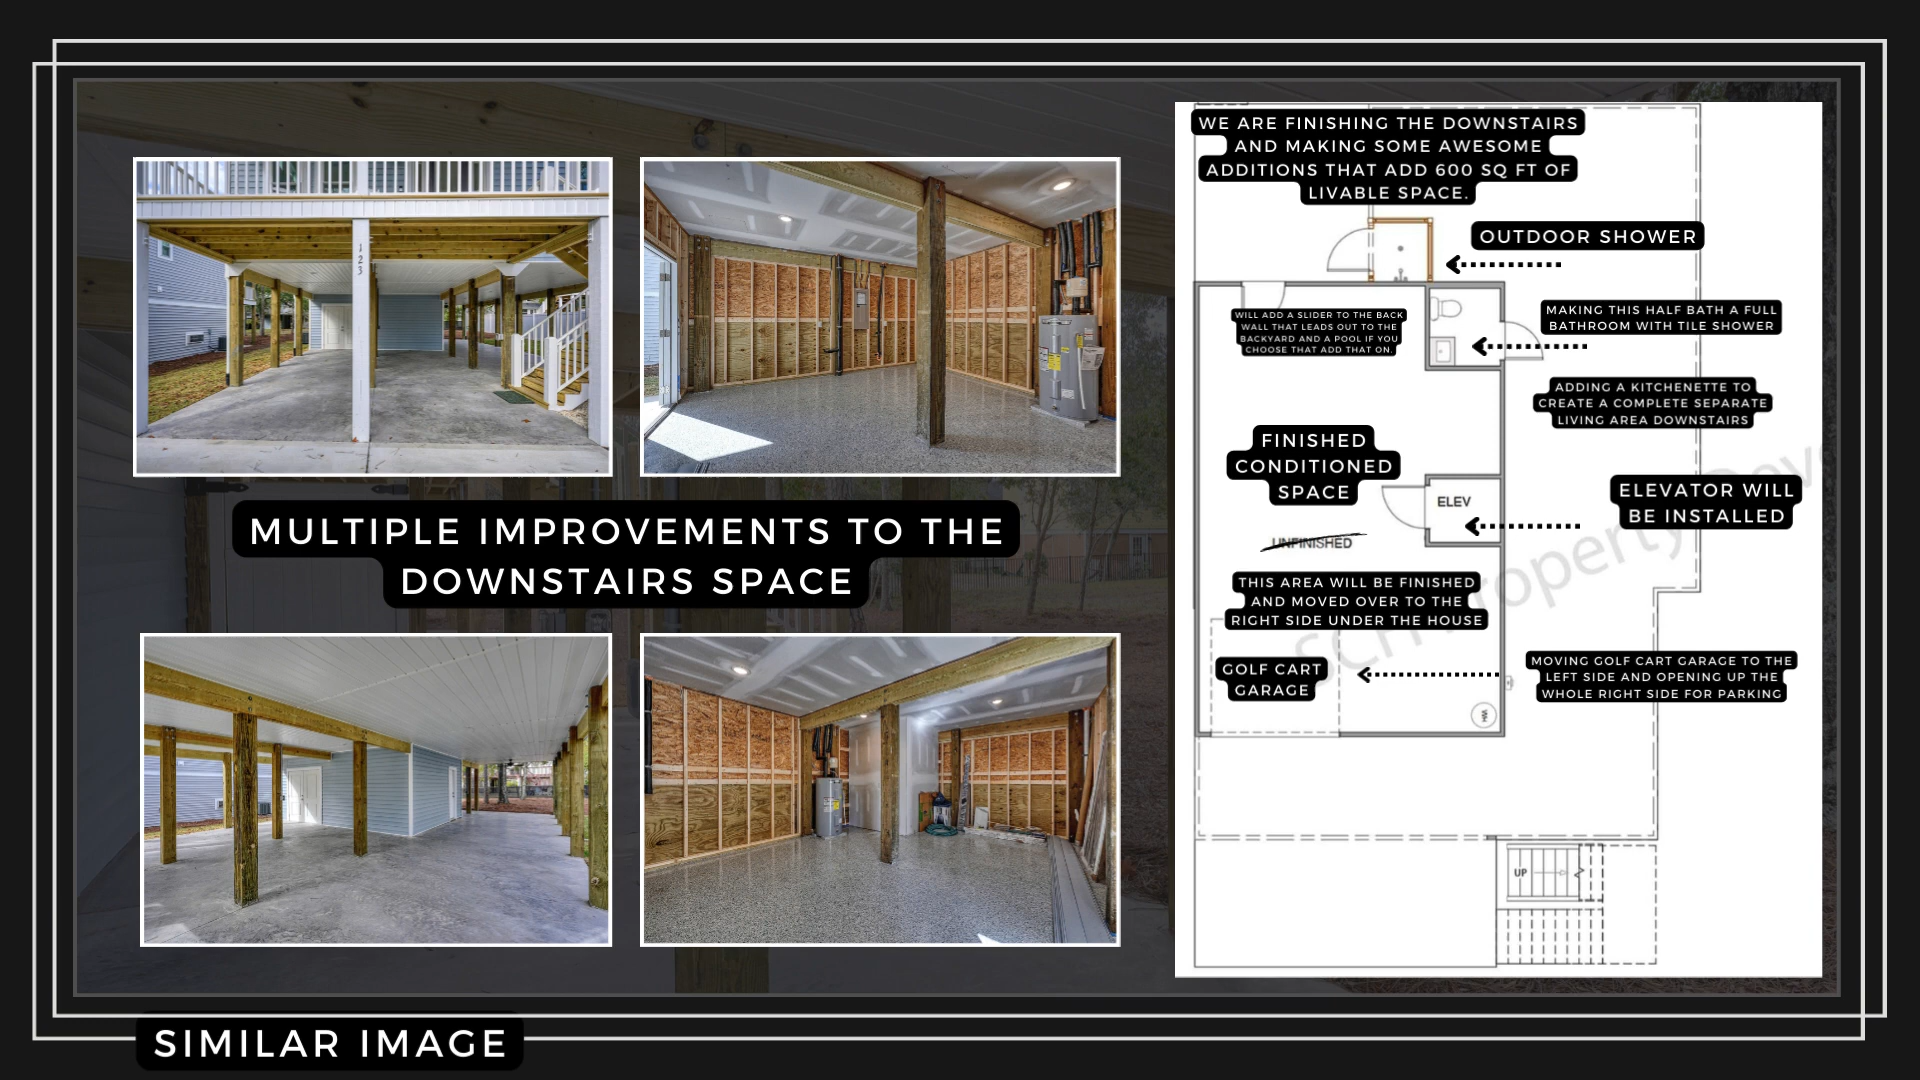 WE ARE FINISHING THE DOWNSTAIRS
AND MAKING SOME AWESOME
ADDITIONS THAT ADD 600 SQ FT OF
LIVABLE SPACE.
OUTDOOR SHOWER
WILL ADD A SLIDER TO THE BACK
WALL THAT LEADS OUT TO THE
BACKYARD AND A POOL IF YOU
CHOOSE THAT ADD THAT ON.
MAKING THIS HALF BATH A FULL
BATHROOM WITH TILE SHOWER
ADDING A KITCHENETTE TO
CREATE A COMPLETE SEPARATE
LIVING AREA DOWNSTAIRS
FINISHED
CONDITIONED
SPACE
ELEV
ELEVATOR WILL
BE INSTALLED
UNFINISHED
THIS AREA WILL BE FINISHED
AND MOVED OVER TO THE
RIGHT SIDE UNDER THE HOUSE
GOLF CART
GARAGE
MOVING GOLF CART GARAGE TO THE
LEFT SIDE AND OPENING UP THE
WHOLE RIGHT SIDE FOR PARKING
WH
UP
123
MULTIPLE IMPROVEMENTS TO THE
DOWNSTAIRS SPACE
SIMILAR IMAGE